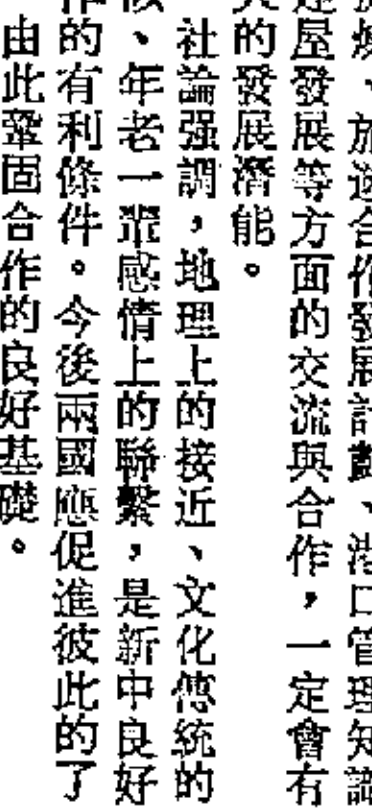 、旅遊合作發展計劃、港口管理知識
屋發展等方面的交流與合作，一定會有
的發展潛能。
社論强調，地理上的接近、文化傳統的
、年老一輩感情上的聯繫，是新中良好
的有利條件。今後兩國應促進彼此的了
由此鞏固合作的良好基礎。